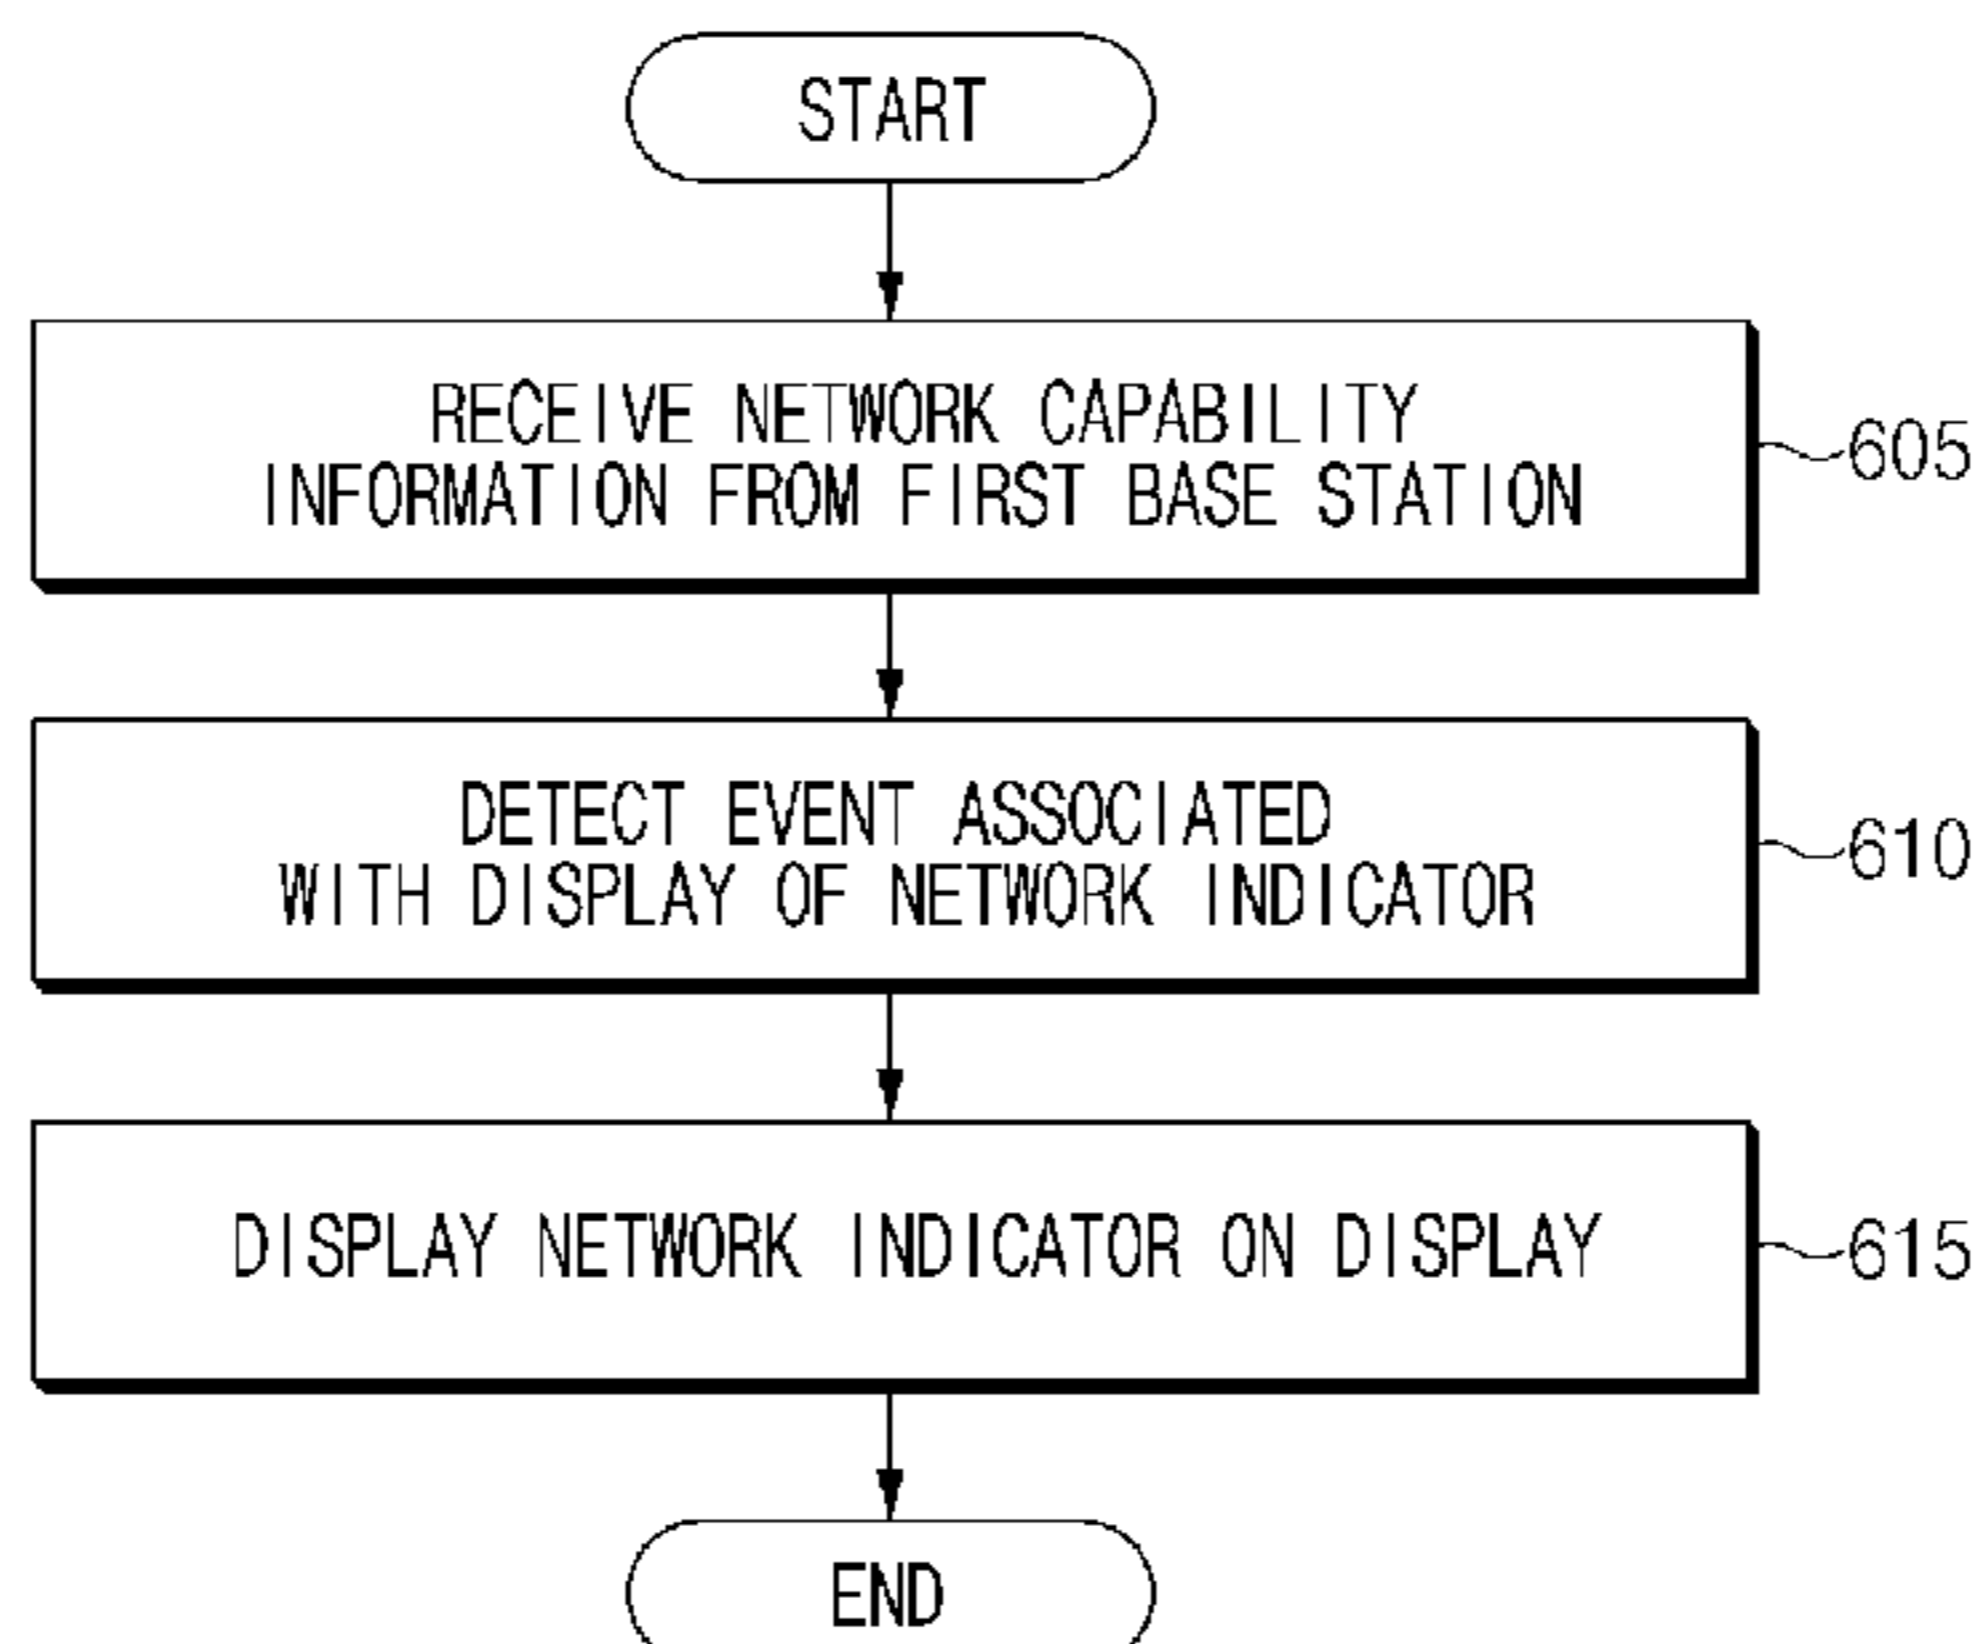 START
RECEIVE NETWORK CAPABILITY
INFORMATION FROM FIRST BASE STATION
605
DETECT EVENT ASSOCIATED
WITH DISPLAY OF NETWORK INDICATOR
610
DISPLAY NETWORK INDICATOR ON DISPLAY
615
END